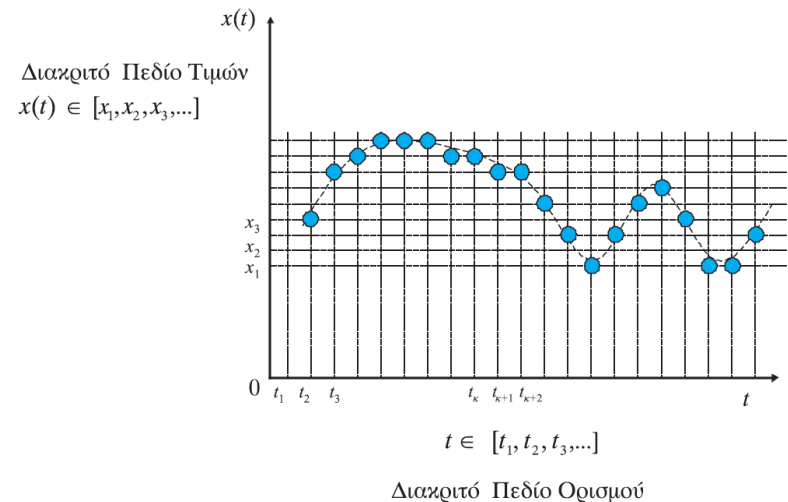 x(t)
Διακριτό Πεδίο Τιμών
x(t) ∈ [x₁,x₂,x₃,...]
x₃
x₂
x₁
0 t₁ t₂ t₃ tκ tκ₊₁ tκ₊₂ t
t ∈ [t₁,t₂,t₃,...]
Διακριτό Πεδίο Ορισμού